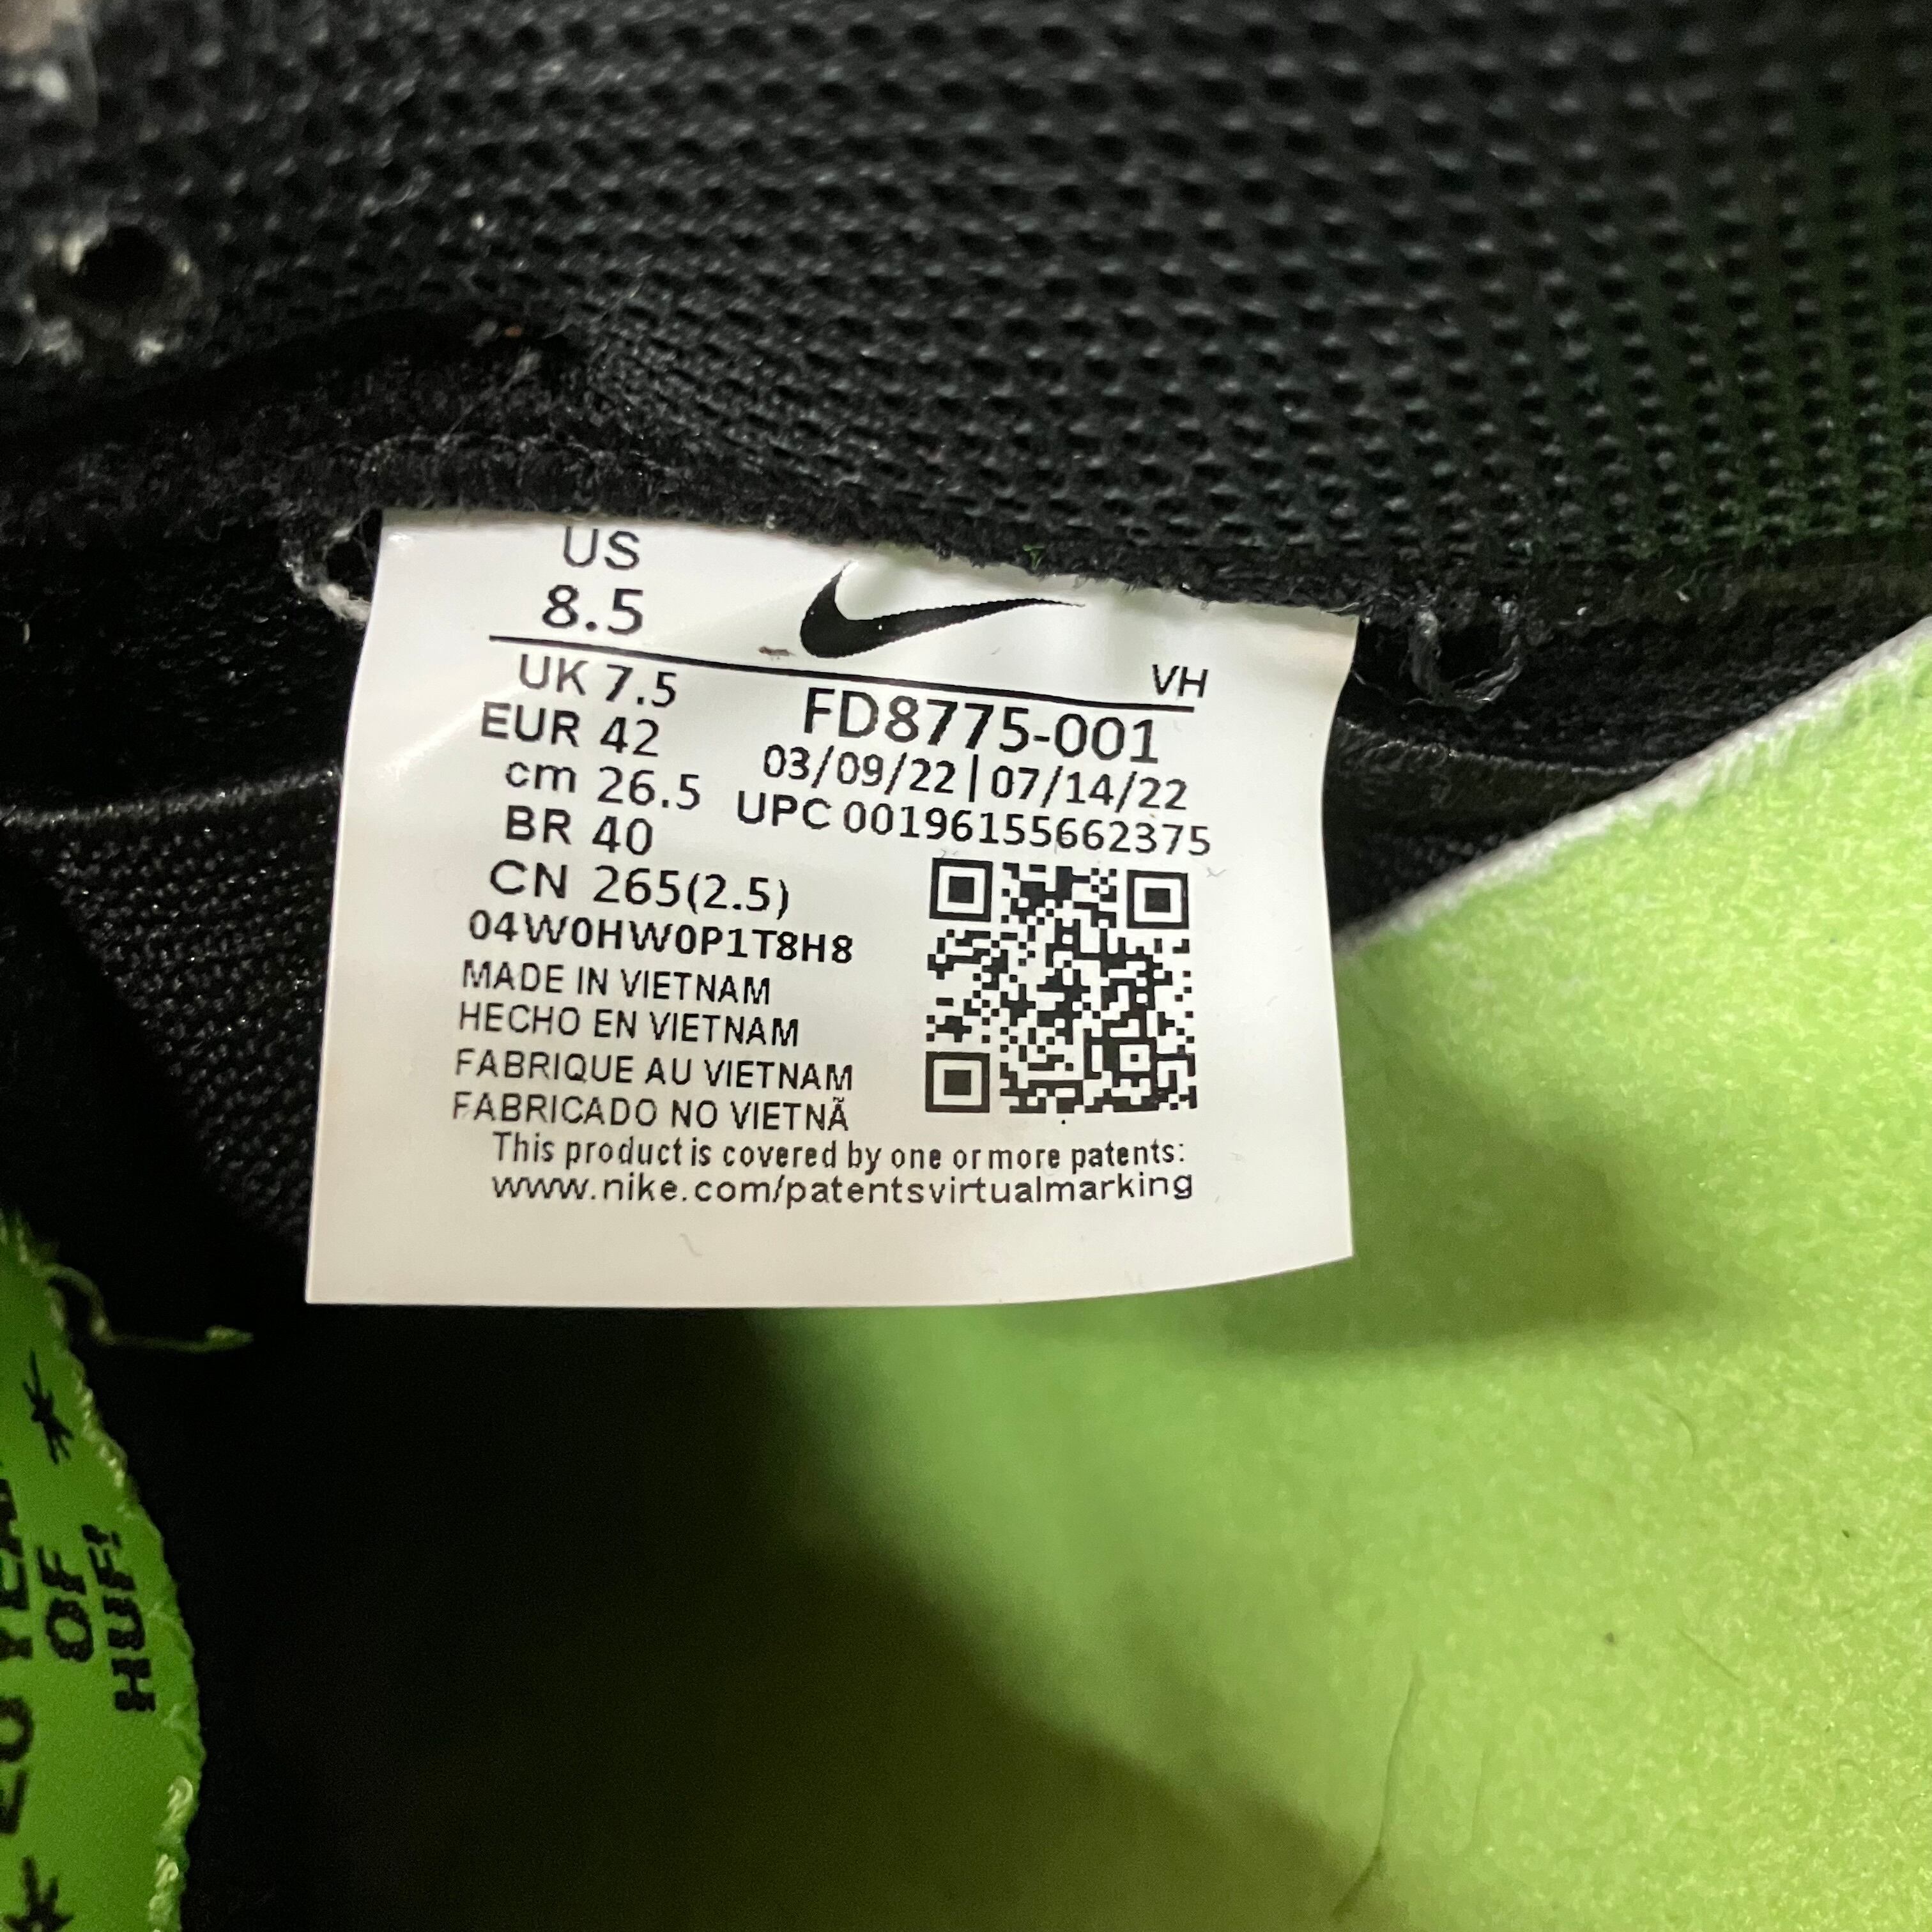 US
8.5
VH
UK 7.5
FD8775-001
EUR 42
03/09/22|07/14/22
cm 26.5
UPC 00196155662375
BR 40
CN 265(2.5)
04W0HW0P1T8H8
MADE IN VIETNAM
HECHO EN VIETNAM
FABRIQUE AU VIETNAM
FABRICADO NO VIETNÃ
This product is covered by one or more patents:
www.nike.com/patentsvirtualmarking
OF
HUF!